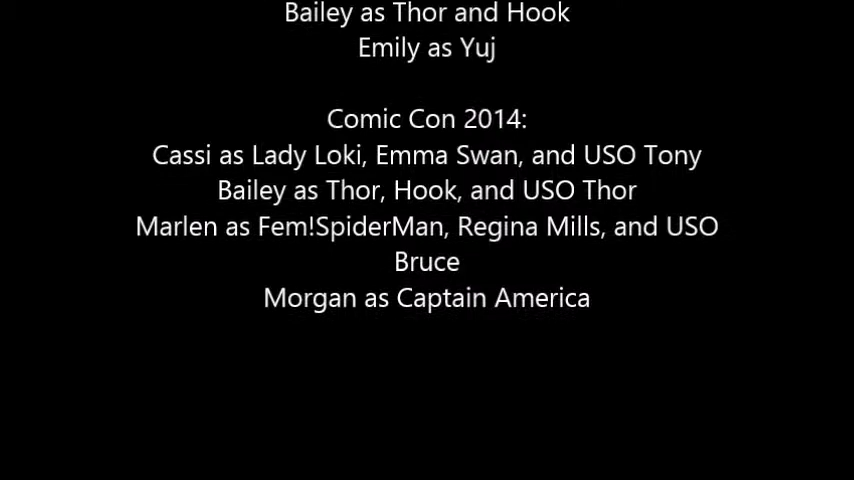 Bailey as Thor and Hook
Emily as Yuj
Comic Con 2014:
Cassi as Lady Loki, Emma Swan, and USO Tony
Bailey as Thor, Hook, and USO Thor
Marlen as Fem!SpiderMan, Regina Mills, and USO
Bruce
Morgan as Captain America